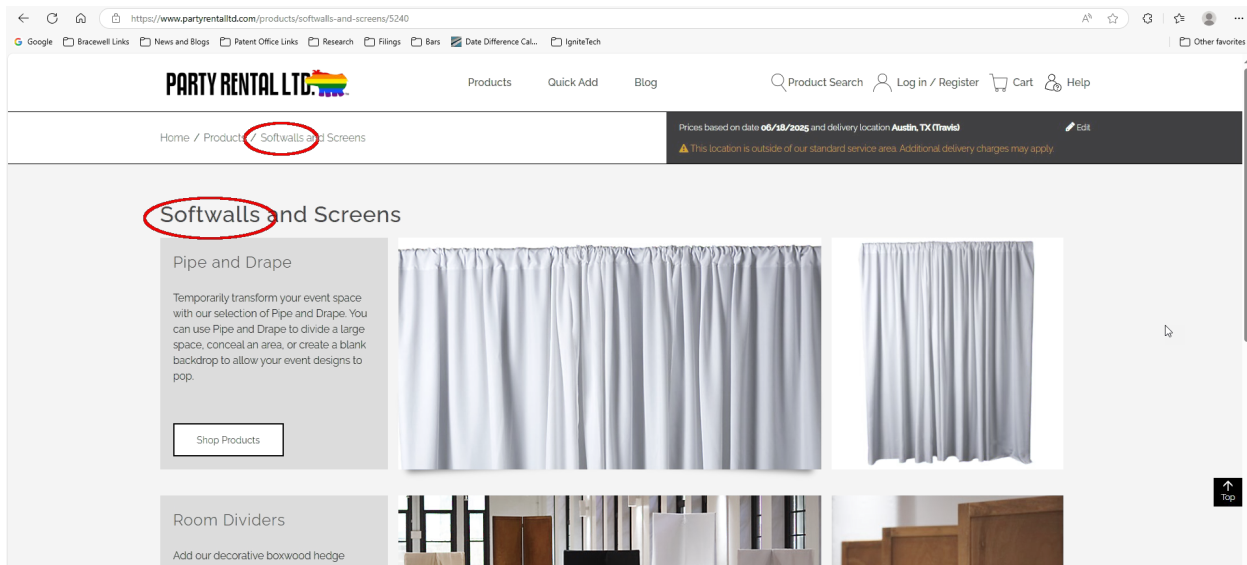 https://www.partyrentalltd.com/products/softwalls-and-screens/5240
Google Bracewell Links News and Blogs Patent Office Links Research Filings Bars Date Difference Cal... IgniteTech Other favorites
PARTY RENTAL LTD.
Products Quick Add Blog Product Search Log in / Register Cart Help
Home / Products / Softwalls and Screens
Prices based on date 06/18/2025 and delivery location Austin, TX (Travis) Edit
This location is outside of our standard service area. Additional delivery charges may apply.
Softwalls and Screens
Pipe and Drape
Temporarily transform your event space
with our selection of Pipe and Drape. You
can use Pipe and Drape to divide a large
space, conceal an area, or create a blank
backdrop to allow your event designs to
pop.
Shop Products
Top
Room Dividers
Add our decorative boxwood hedge